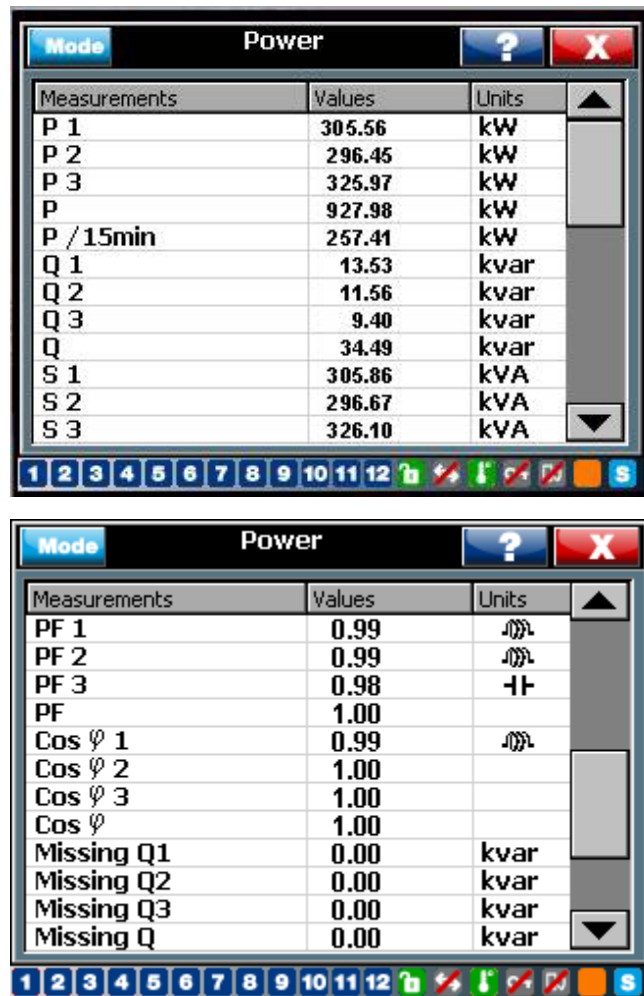 Mode Power ? X
Measurements Values Units
P 1 305.56 kW
P 2 296.45 kW
P 3 325.97 kW
P 927.98 kW
P /15min 257.41 kW
Q 1 13.53 kvar
Q 2 11.56 kvar
Q 3 9.40 kvar
Q 34.49 kvar
S 1 305.86 kVA
S 2 296.67 kVA
S 3 326.10 kVA
1 2 3 4 5 6 7 8 9 10 11 12 S
Mode Power ? X
Measurements Values Units
PF 1 0.99
PF 2 0.99
PF 3 0.98
PF 1.00
Cos φ 1 0.99
Cos φ 2 1.00
Cos φ 3 1.00
Cos φ 1.00
Missing Q1 0.00 kvar
Missing Q2 0.00 kvar
Missing Q3 0.00 kvar
Missing Q 0.00 kvar
1 2 3 4 5 6 7 8 9 10 11 12 S